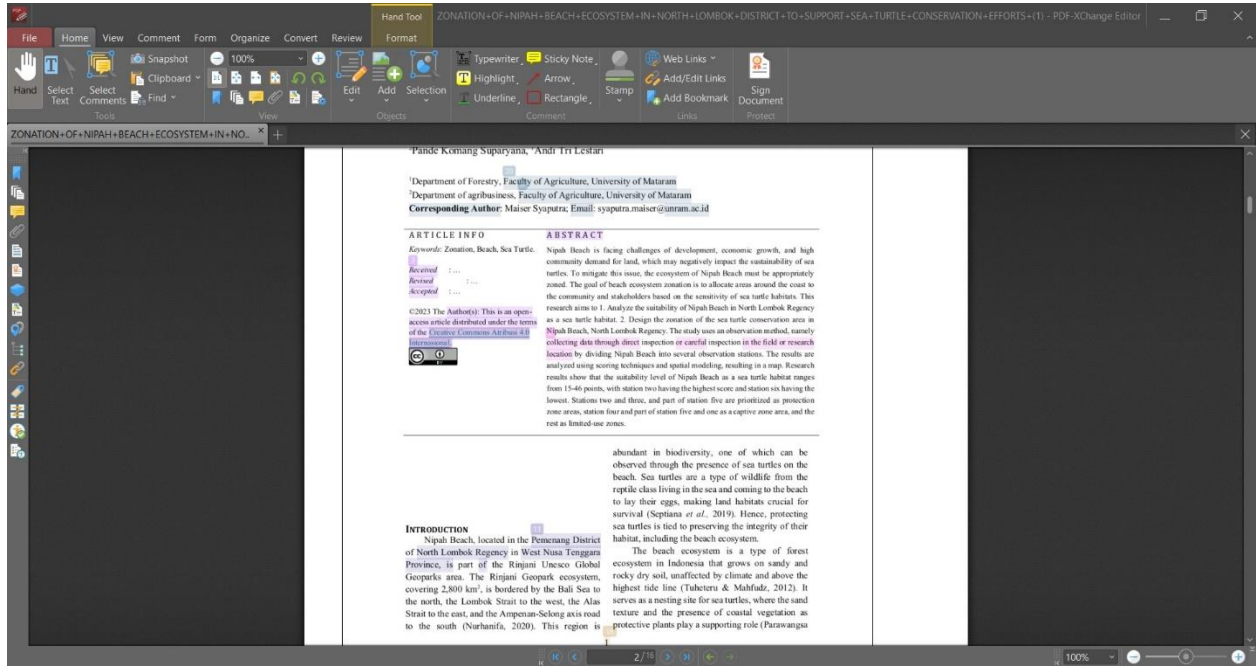 Hand Tool
ZONATION+OF+NIPAH+BEACH+ECOSYSTEM+IN+NORTH+LOMBOK+DISTRICT+TO+SUPPORT+SEA+TURTLE+CONSERVATION+EFFORTS+(1) - PDF-XChange Editor
File Home View Comment Form Organize Convert Review Format
Hand
Select Text
Select Comments
Snapshot
Clipboard
Find
Tools
100%
View
Edit
Add
Selection
Objects
Typewriter
Sticky Note
Highlight
Arrow
Underline
Rectangle
Stamp
Comment
Web Links
Add/Edit Links
Add Bookmark
Links
Sign Document
Protect
ZONATION+OF+NIPAH+BEACH+ECOSYSTEM+IN+NO..
Pande Komang Suparyana, Andi Tri Lestari
¹Department of Forestry, Faculty of Agriculture, University of Mataram
²Department of agribusiness, Faculty of Agriculture, University of Mataram
Corresponding Author: Maiser Syaputra; Email: syaputra.maiser@unram.ac.id
ARTICLE INFO
Keywords: Zonation, Beach, Sea Turtle.
Received : …
Revised : …
Accepted : …
©2023 The Author(s): This is an open-
access article distributed under the terms
of the Creative Commons Atribusi 4.0
Internasional.
ABSTRACT
Nipah Beach is facing challenges of development, economic growth, and high
community demand for land, which may negatively impact the sustainability of sea
turtles. To mitigate this issue, the ecosystem of Nipah Beach must be appropriately
zoned. The goal of beach ecosystem zonation is to allocate areas around the coast to
the community and stakeholders based on the sensitivity of sea turtle habitats. This
research aims to 1. Analyze the suitability of Nipah Beach in North Lombok Regency
as a sea turtle habitat. 2. Design the zonation of the sea turtle conservation area in
Nipah Beach, North Lombok Regency. The study uses an observation method, namely
collecting data through direct inspection or careful inspection in the field or research
location by dividing Nipah Beach into several observation stations. The results are
analyzed using scoring techniques and spatial modeling, resulting in a map. Research
results show that the suitability level of Nipah Beach as a sea turtle habitat ranges
from 15-46 points, with station two having the highest score and station six having the
lowest. Stations two and three, and part of station five are prioritized as protection
zone areas, station four and part of station five and one as a captive zone area, and the
rest as limited-use zones.
INTRODUCTION
Nipah Beach, located in the Pemenang District
of North Lombok Regency in West Nusa Tenggara
Province, is part of the Rinjani Unesco Global
Geoparks area. The Rinjani Geopark ecosystem,
covering 2,800 km², is bordered by the Bali Sea to
the north, the Lombok Strait to the west, the Alas
Strait to the east, and the Ampenan-Selong axis road
to the south (Nurhanifa, 2020). This region is
abundant in biodiversity, one of which can be
observed through the presence of sea turtles on the
beach. Sea turtles are a type of wildlife from the
reptile class living in the sea and coming to the beach
to lay their eggs, making land habitats crucial for
survival (Septiana et al., 2019). Hence, protecting
sea turtles is tied to preserving the integrity of their
habitat, including the beach ecosystem.
The beach ecosystem is a type of forest
ecosystem in Indonesia that grows on sandy and
rocky dry soil, unaffected by climate and above the
highest tide line (Tuheteru & Mahfudz, 2012). It
serves as a nesting site for sea turtles, where the sand
texture and the presence of coastal vegetation as
protective plants play a supporting role (Parawangsa
1
2/16
100%